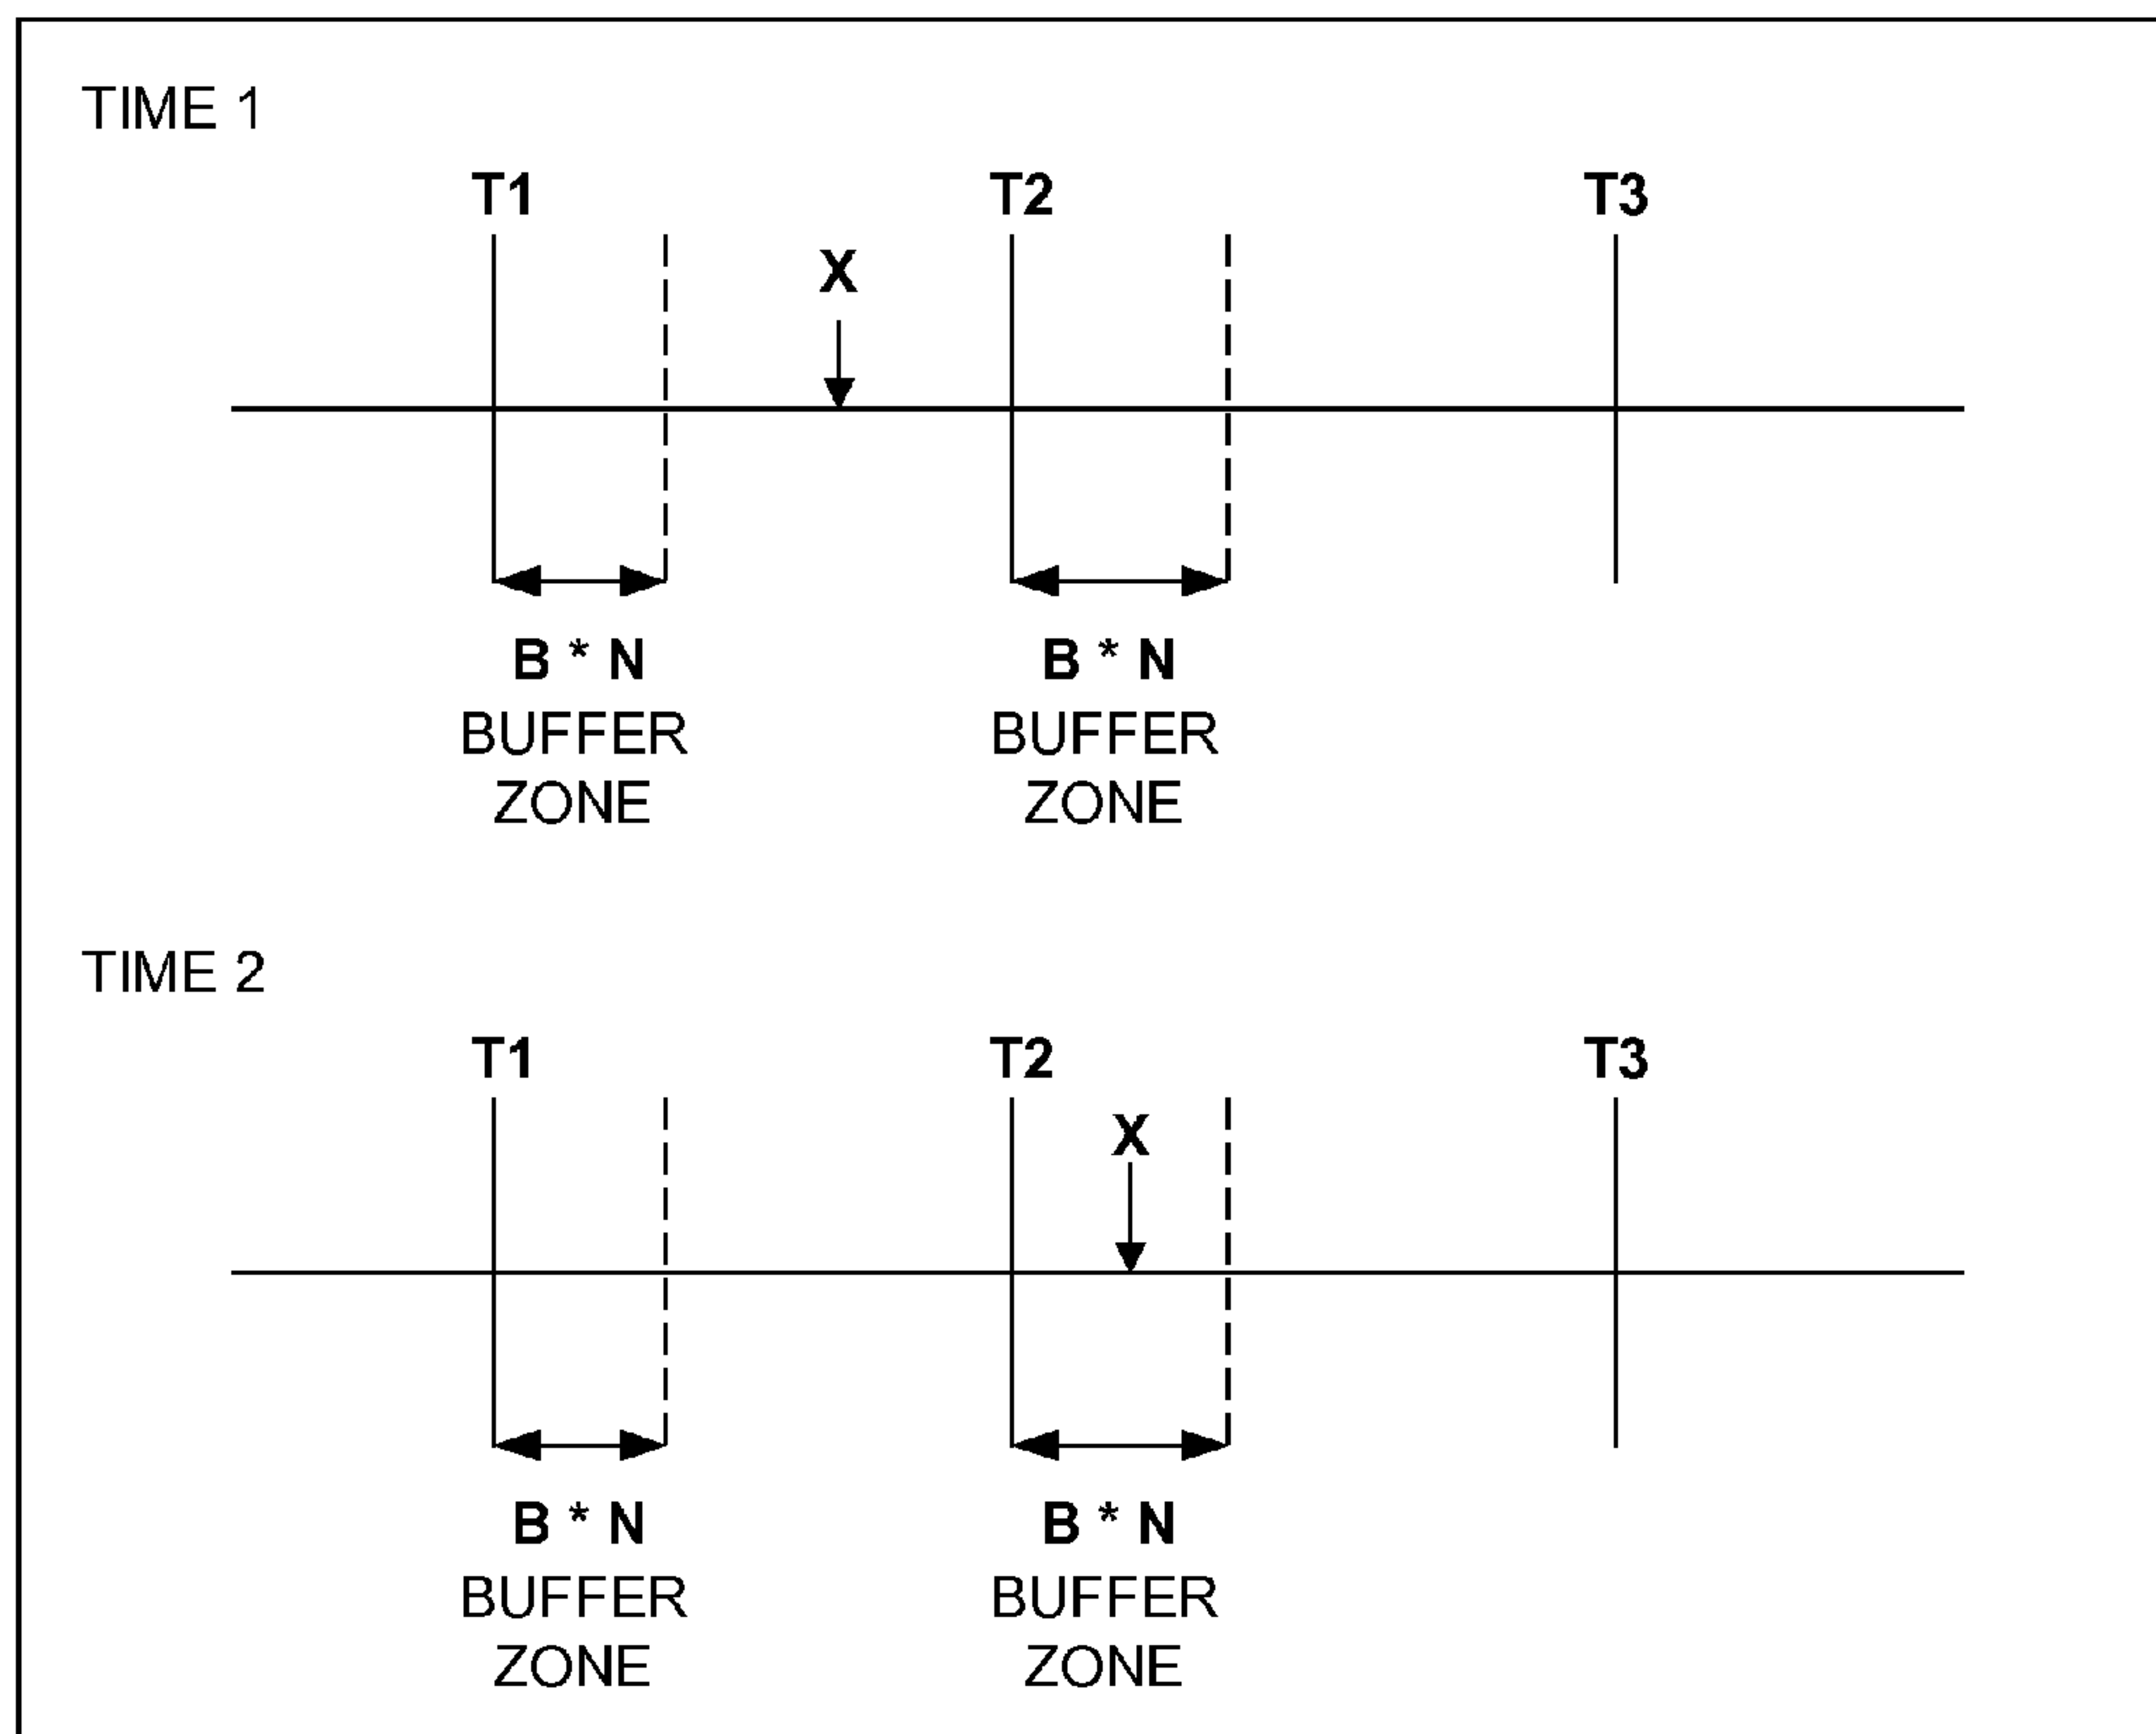 TIME 1
T1 T2 T3
X
B * N B * N
BUFFER BUFFER
ZONE ZONE
TIME 2
T1 T2 T3
X
B * N B * N
BUFFER BUFFER
ZONE ZONE